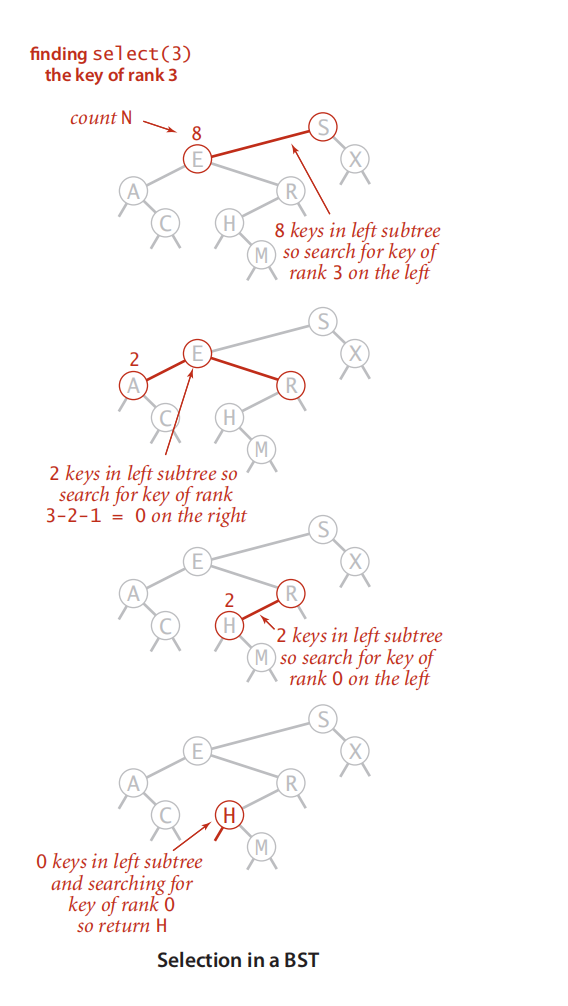 finding select(3)
the key of rank 3
count N
8
S
E
X
A
R
C
H
8 keys in left subtree
so search for key of
rank 3 on the left
M
S
2
E
X
A
R
C
H
M
2 keys in left subtree so
search for key of rank
3-2-1 = 0 on the right
S
E
X
A
2
R
C
H
2 keys in left subtree
so search for key of
rank 0 on the left
M
S
E
X
A
R
C
H
M
0 keys in left subtree
and searching for
key of rank 0
so return H
Selection in a BST